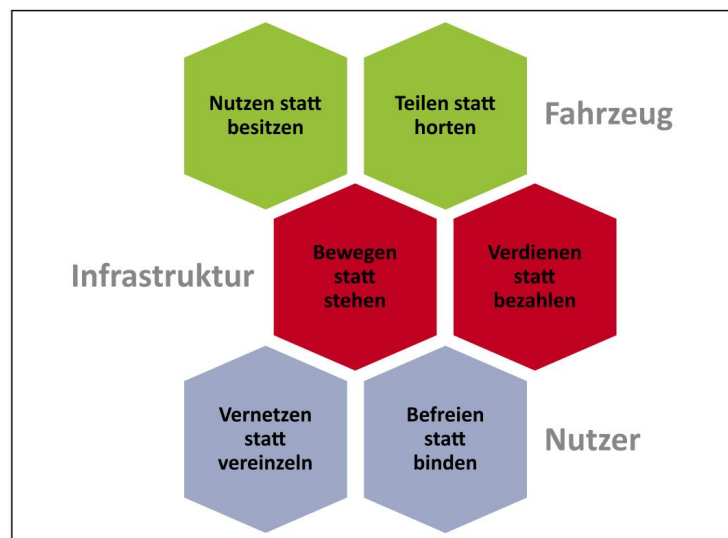 Nutzen statt
besitzen
Teilen statt
horten
Fahrzeug
Infrastruktur
Bewegen
statt
stehen
Verdienen
statt
bezahlen
Vernetzen
statt
vereinzeln
Befreien
statt
binden
Nutzer